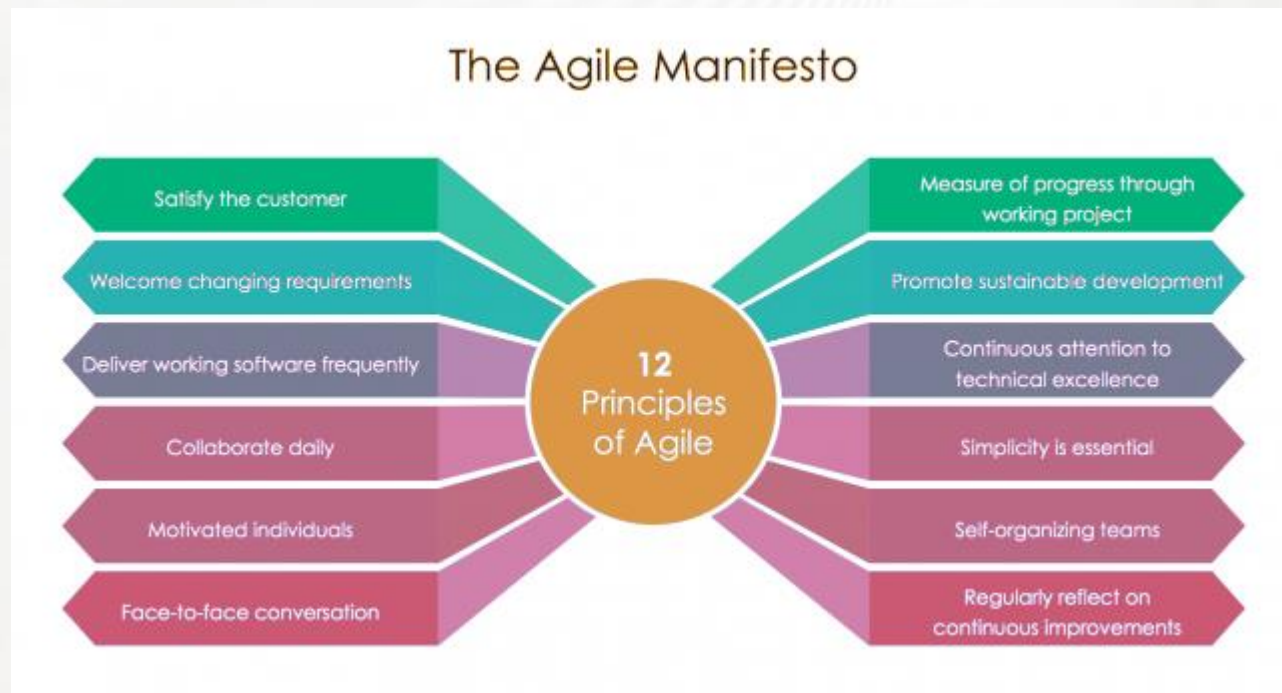 The Agile Manifesto
Satisfy the customer
Welcome changing requirements
Deliver working software frequently
Collaborate daily
Motivated individuals
Face-to-face conversation
12
Principles
of Agile
Measure of progress through
working project
Promote sustainable development
Continuous attention to
technical excellence
Simplicity is essential
Self-organizing teams
Regularly reflect on
continuous improvements